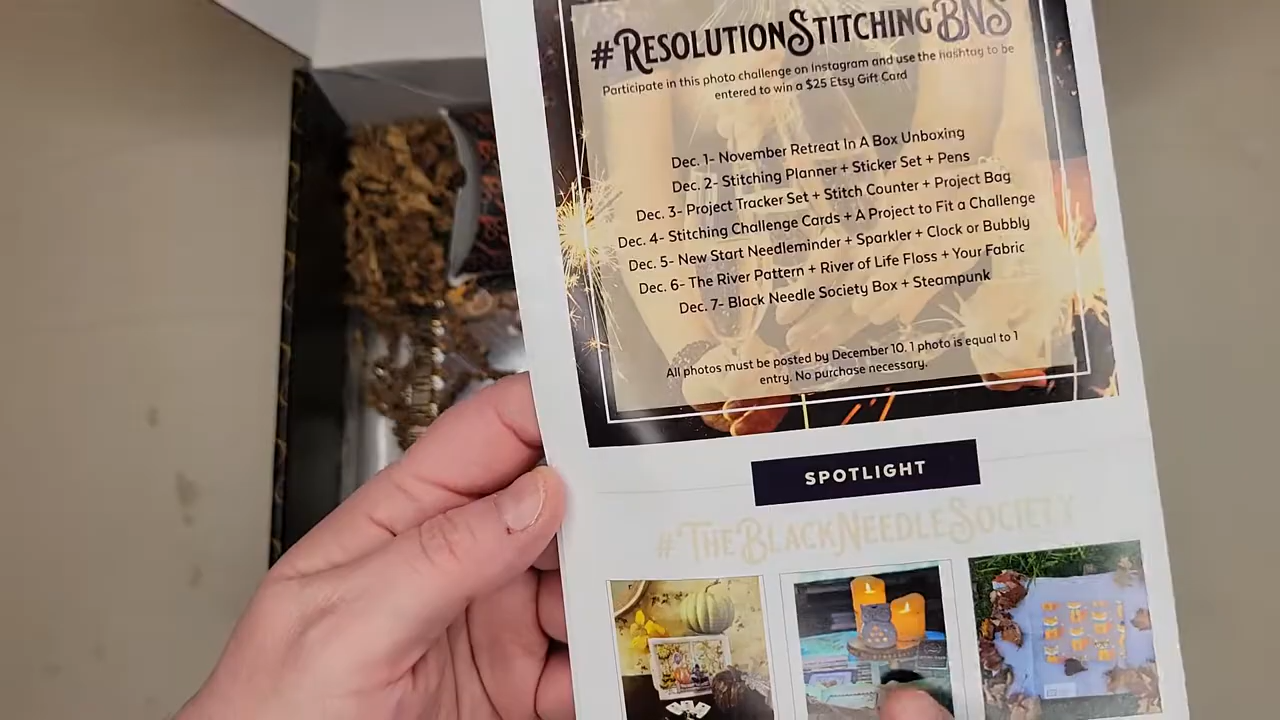 #ResolutionStitchingBNS
Participate in this photo challenge on Instagram and use the hashtag to be
entered to win a $25 Etsy Gift Card
Dec. 1- November Retreat In A Box Unboxing
Dec. 2- Stitching Planner + Sticker Set + Pens
Dec. 3- Project Tracker Set + Stitch Counter + Project Bag
Dec. 4- Stitching Challenge Cards + A Project to Fit a Challenge
Dec. 5- New Start Needleminder + Sparkler + Clock or Bubbly
Dec. 6- The River Pattern + River of Life Floss + Your Fabric
Dec. 7- Black Needle Society Box + Steampunk
All photos must be posted by December 10. 1 photo is equal to 1
entry. No purchase necessary.
SPOTLIGHT
#TheBlackNeedleSociety